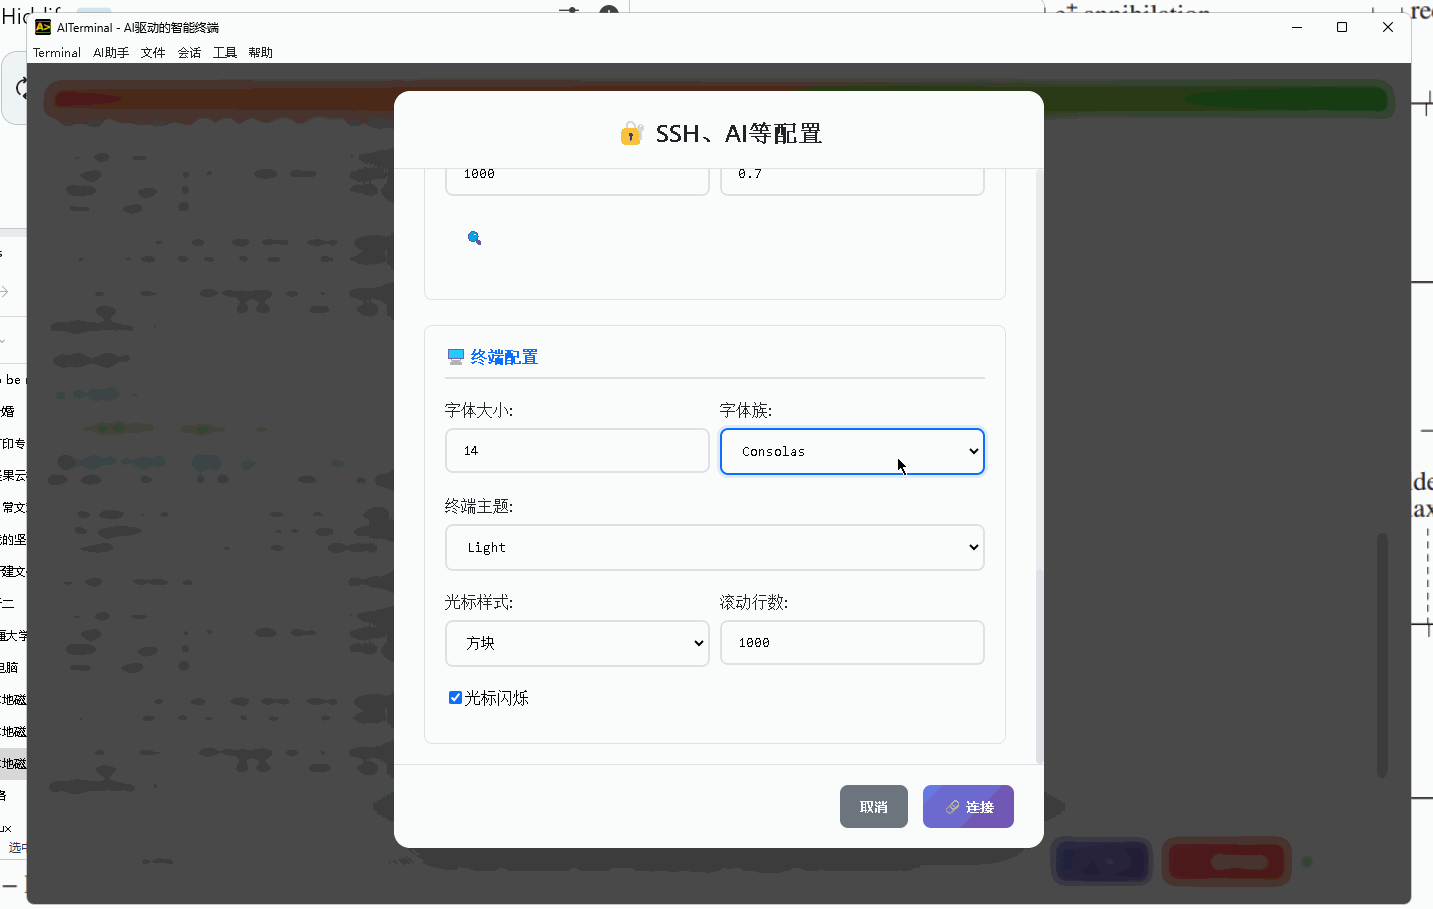 AITerminal - AI驱动的智能终端
Terminal AI助手 文件 会话 工具 帮助
SSH、AI等配置
1000 0.7
终端配置
字体大小: 字体族:
14 Consolas
终端主题:
Light
光标样式: 滚动行数:
方块 1000
光标闪烁
取消 连接